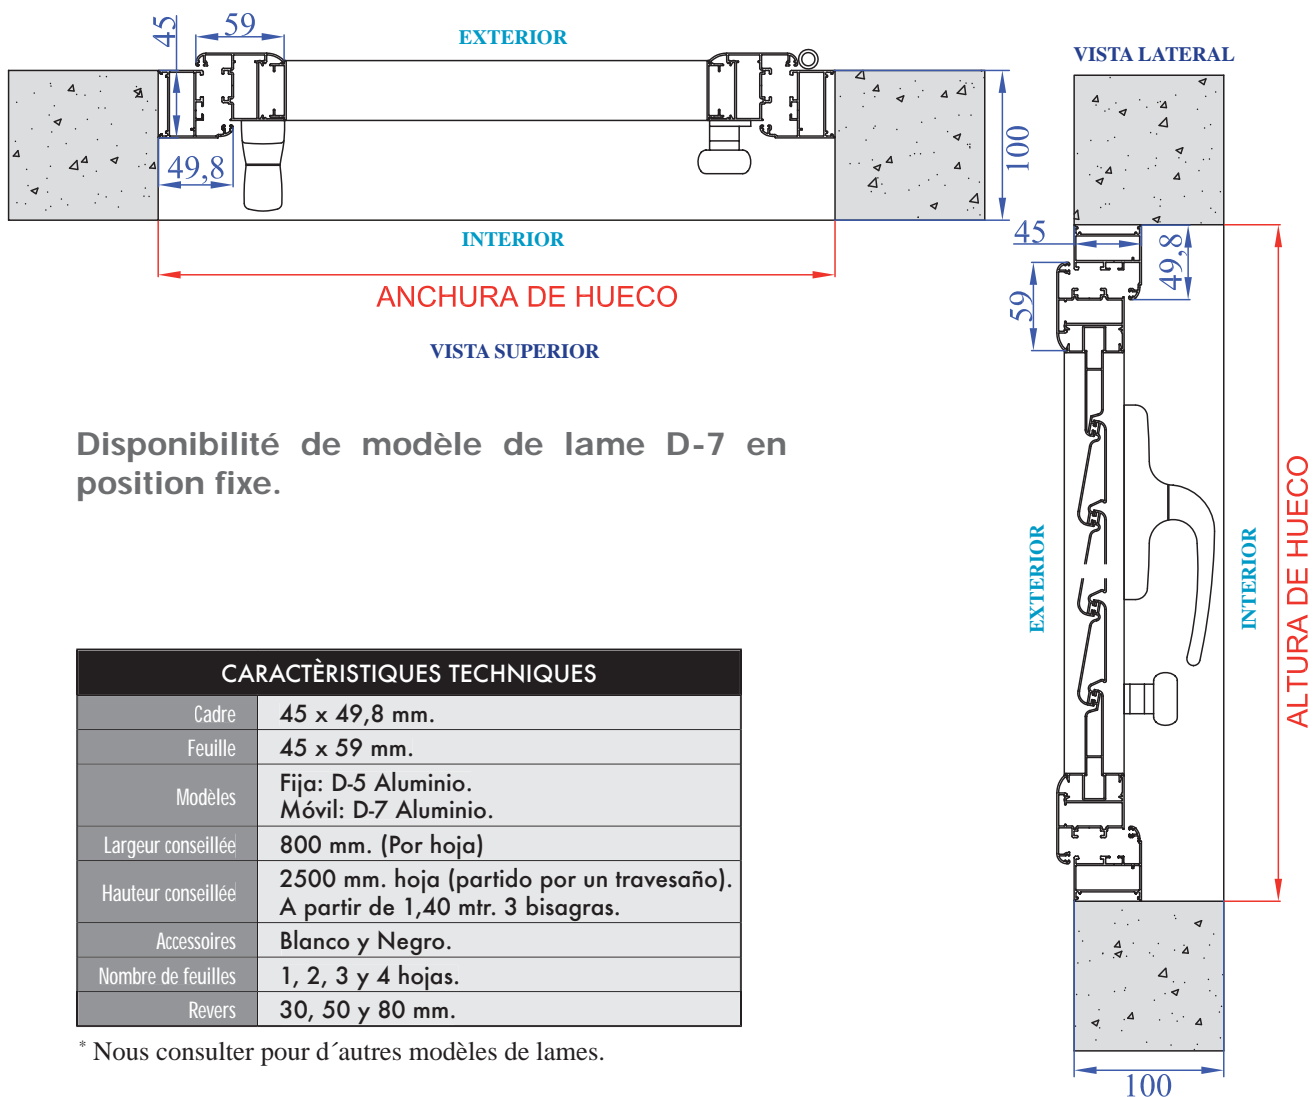 45
59
EXTERIOR
49,8
100
INTERIOR
ANCHURA DE HUECO
VISTA SUPERIOR
VISTA LATERAL
45
49,8
59
EXTERIOR
INTERIOR
ALTURA DE HUECO
100
Disponibilité de modèle de lame D-7 en
position fixe.
CARACTÈRISTIQUES TECHNIQUES
Cadre 45 x 49,8 mm.
Feuille 45 x 59 mm.
Modèles Fija: D-5 Aluminio.
Móvil: D-7 Aluminio.
Largeur conseillée 800 mm. (Por hoja)
Hauteur conseillée 2500 mm. hoja (partido por un travesaño).
A partir de 1,40 mtr. 3 bisagras.
Accessoires Blanco y Negro.
Nombre de feuilles 1, 2, 3 y 4 hojas.
Revers 30, 50 y 80 mm.
* Nous consulter pour d´autres modèles de lames.